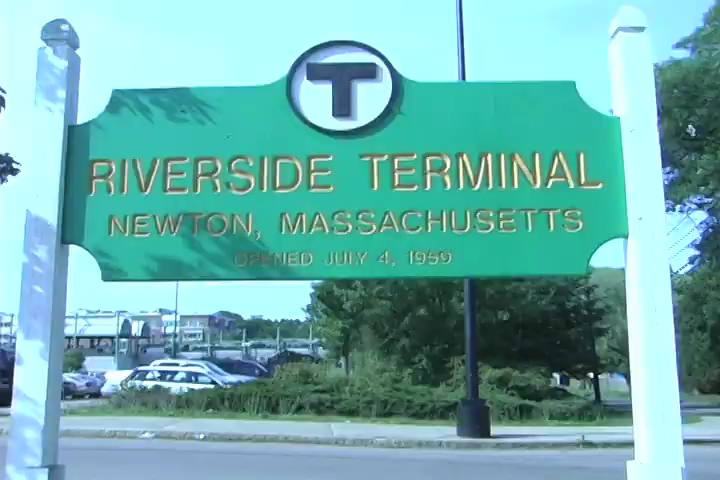 T
RIVERSIDE TERMINAL
NEWTON, MASSACHUSETTS
OPENED JULY 4, 1959